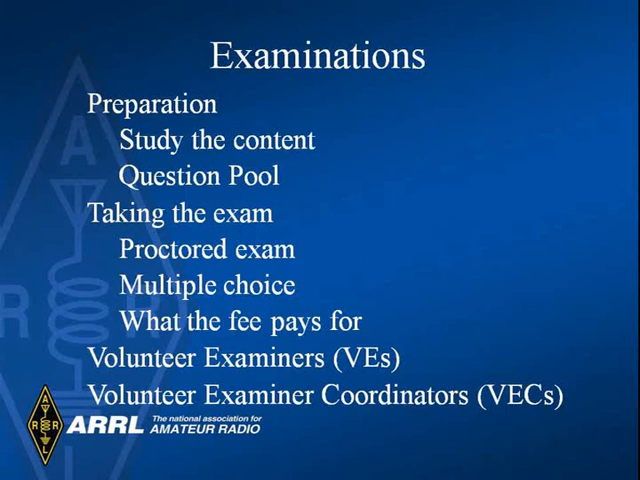 Examinations
Preparation
Study the content
Question Pool
Taking the exam
Proctored exam
Multiple choice
What the fee pays for
Volunteer Examiners (VEs)
Volunteer Examiner Coordinators (VECs)
A
R R
L
ARRL The national association for
AMATEUR RADIO
A
R R